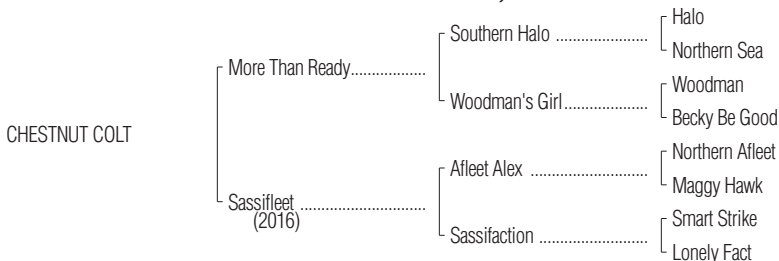 Halo
Southern Halo ....................
Northern Sea
More Than Ready.................
Woodman
Woodman's Girl..................
Becky Be Good
CHESTNUT COLT
Northern Afleet
Afleet Alex .........................
Maggy Hawk
Sassifleet ...........................
(2016)
Smart Strike
Sassifaction .......................
Lonely Fact